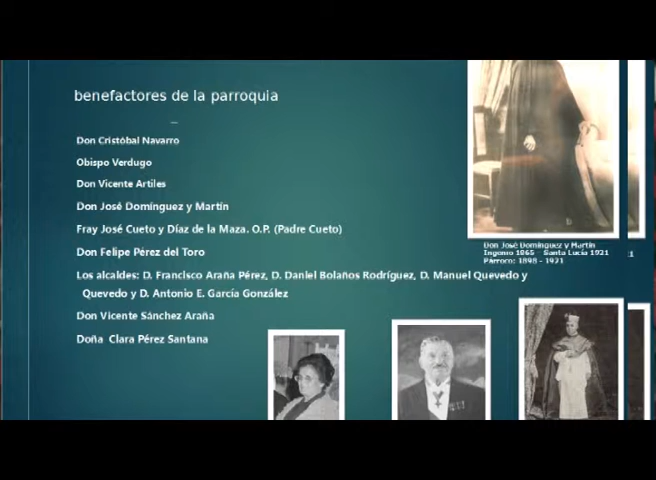 benefactores de la parroquia
Don Cristóbal Navarro
Obispo Verdugo
Don Vicente Artiles
Don José Domínguez y Martín
Fray José Cueto y Díaz de la Maza. O.P. (Padre Cueto)
Don Felipe Pérez del Toro
Los alcaldes: D. Francisco Araña Pérez, D. Daniel Bolaños Rodríguez, D. Manuel Quevedo y
Quevedo y D. Antonio E. García González
Don Vicente Sánchez Araña
Doña Clara Pérez Santana
Don José Domínguez y Martín
Ingenio 1865 - Santa Lucía 1921
Párroco: 1898 - 1921